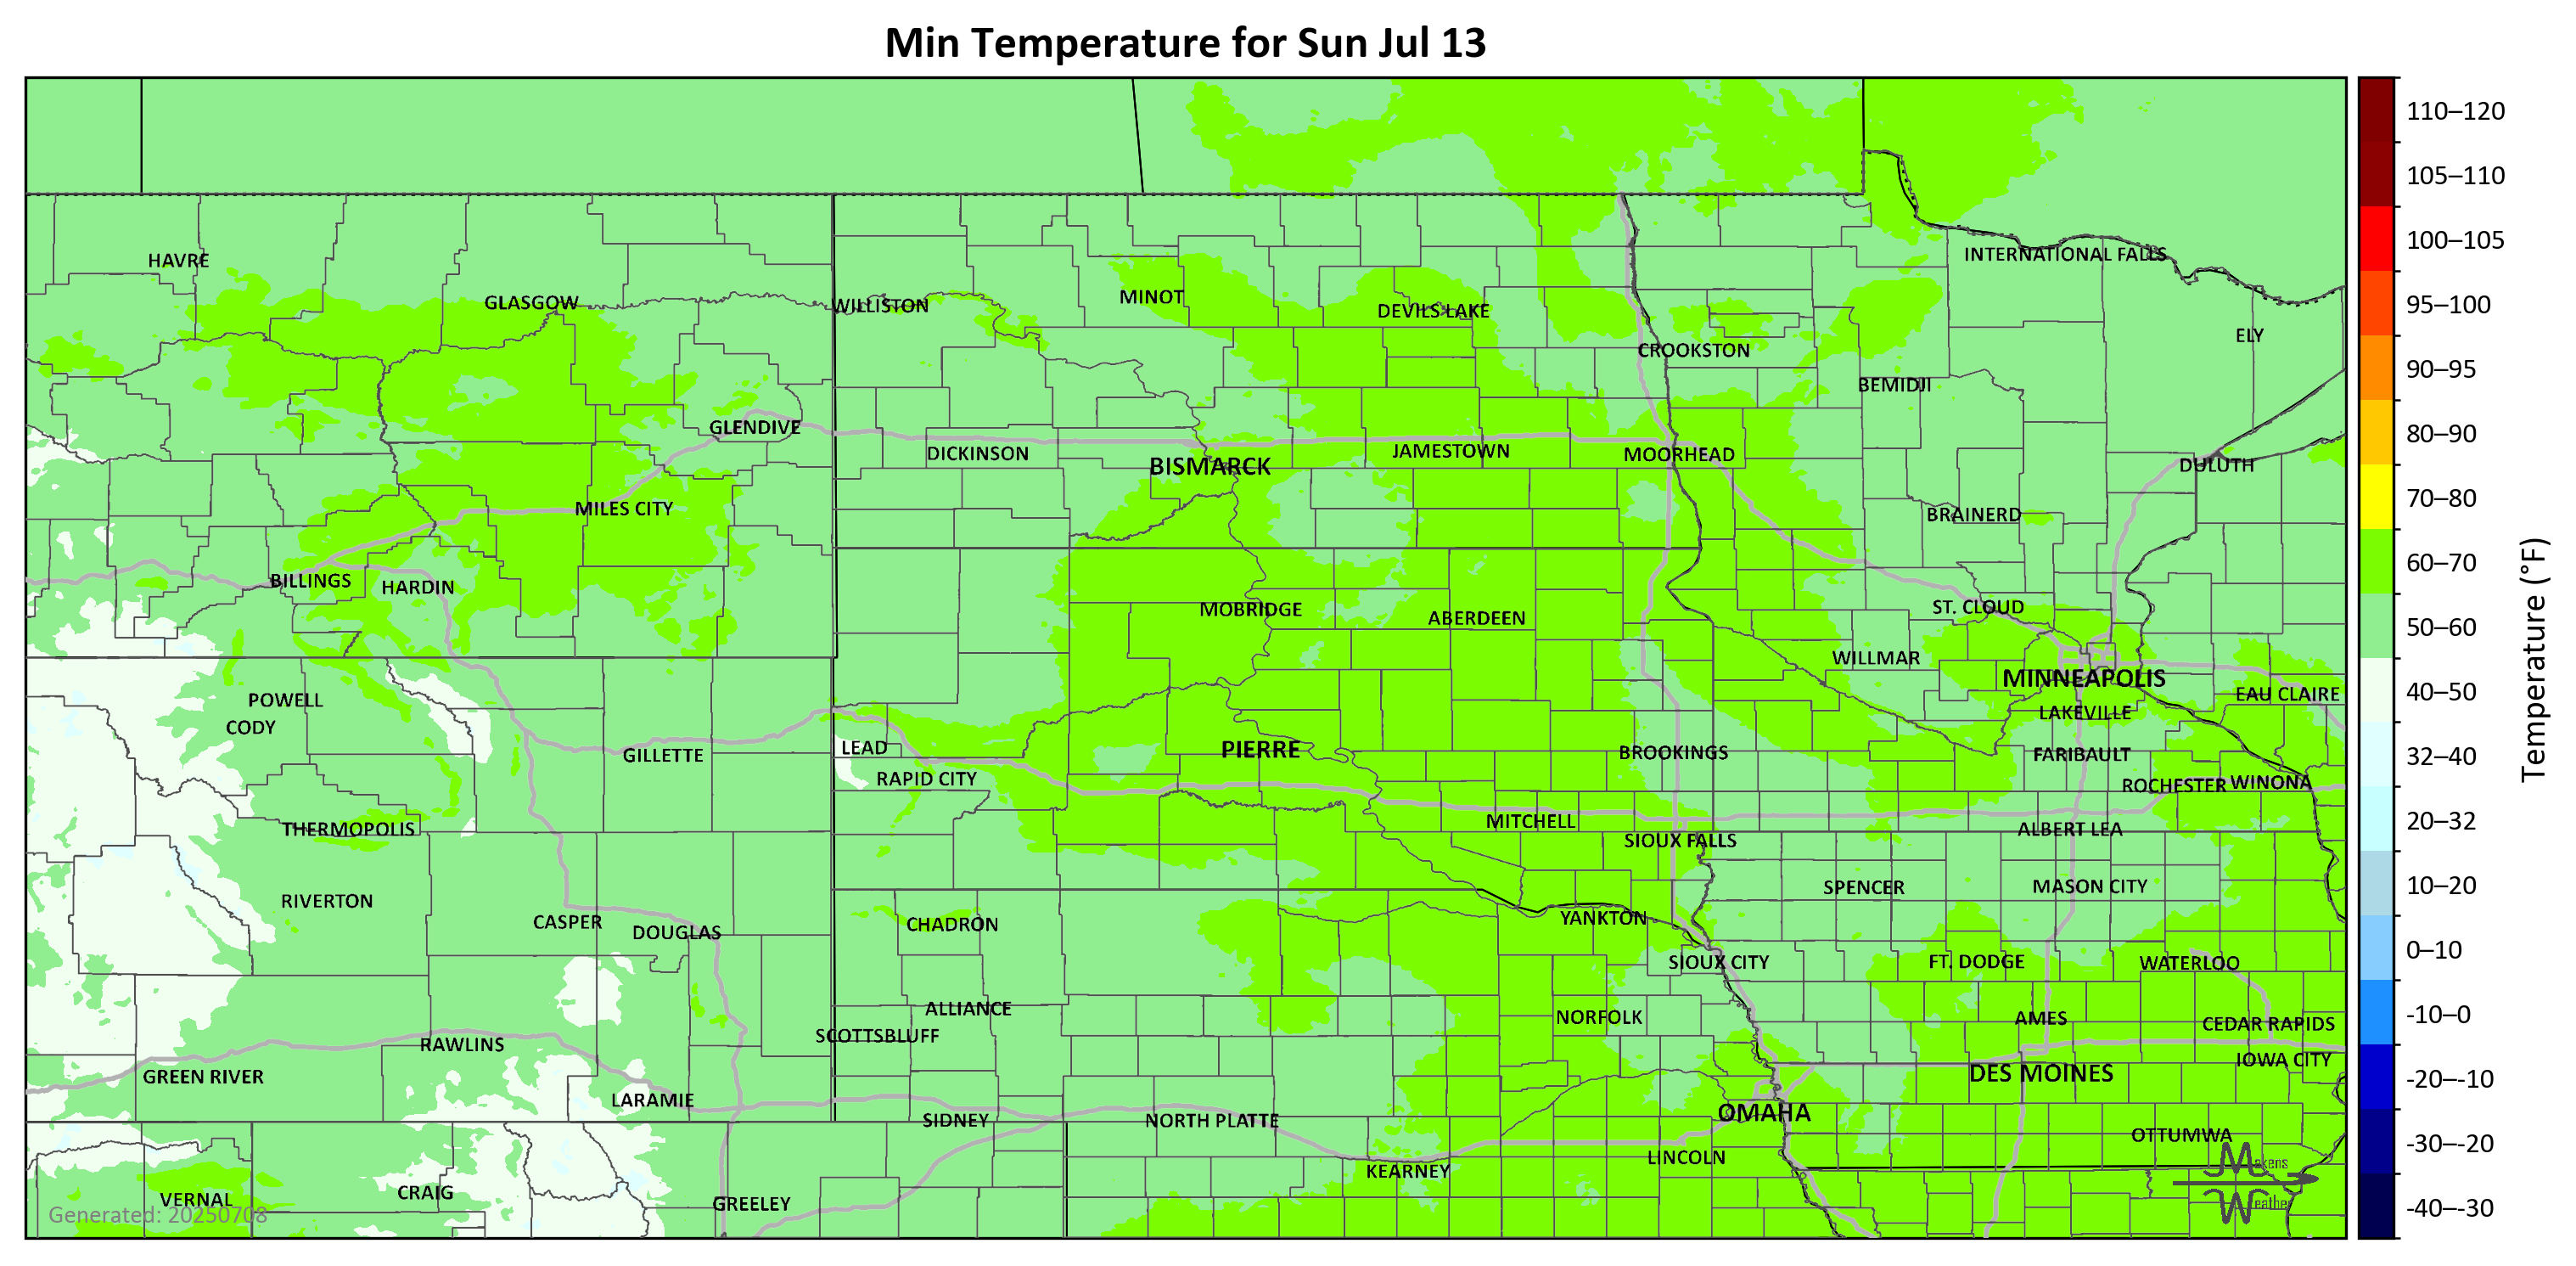 Min Temperature for Sun Jul 13
110–120
105–110
100–105
95–100
90–95
80–90
70–80
60–70
50–60
40–50
32–40
20–32
10–20
0–10
-10–0
-20–-10
-30–-20
-40–-30
Temperature (°F)
HAVRE
INTERNATIONAL FALLS
GLASGOW
WILLISTON
MINOT
DEVILS LAKE
ELY
CROOKSTON
BEMIDJI
GLENDIVE
DICKINSON
BISMARCK
JAMESTOWN
MOORHEAD
DULUTH
MILES CITY
BRAINERD
BILLINGS
HARDIN
MOBRIDGE
ABERDEEN
ST. CLOUD
WILLMAR
MINNEAPOLIS
EAU CLAIRE
POWELL
CODY
LAKEVILLE
GILLETTE
LEAD
RAPID CITY
PIERRE
BROOKINGS
FARIBAULT
ROCHESTER
WINONA
THERMOPOLIS
MITCHELL
SIOUX FALLS
ALBERT LEA
RIVERTON
CASPER
DOUGLAS
CHADRON
YANKTON
SPENCER
MASON CITY
SIOUX CITY
FT. DODGE
WATERLOO
ALLIANCE
SCOTTSBLUFF
NORFOLK
AMES
CEDAR RAPIDS
RAWLINS
GREEN RIVER
IOWA CITY
DES MOINES
LARAMIE
SIDNEY
NORTH PLATTE
OMAHA
OTTUMWA
KEARNEY
LINCOLN
VERNAL
CRAIG
GREELEY
Makens
Weather
Generated: 20250708